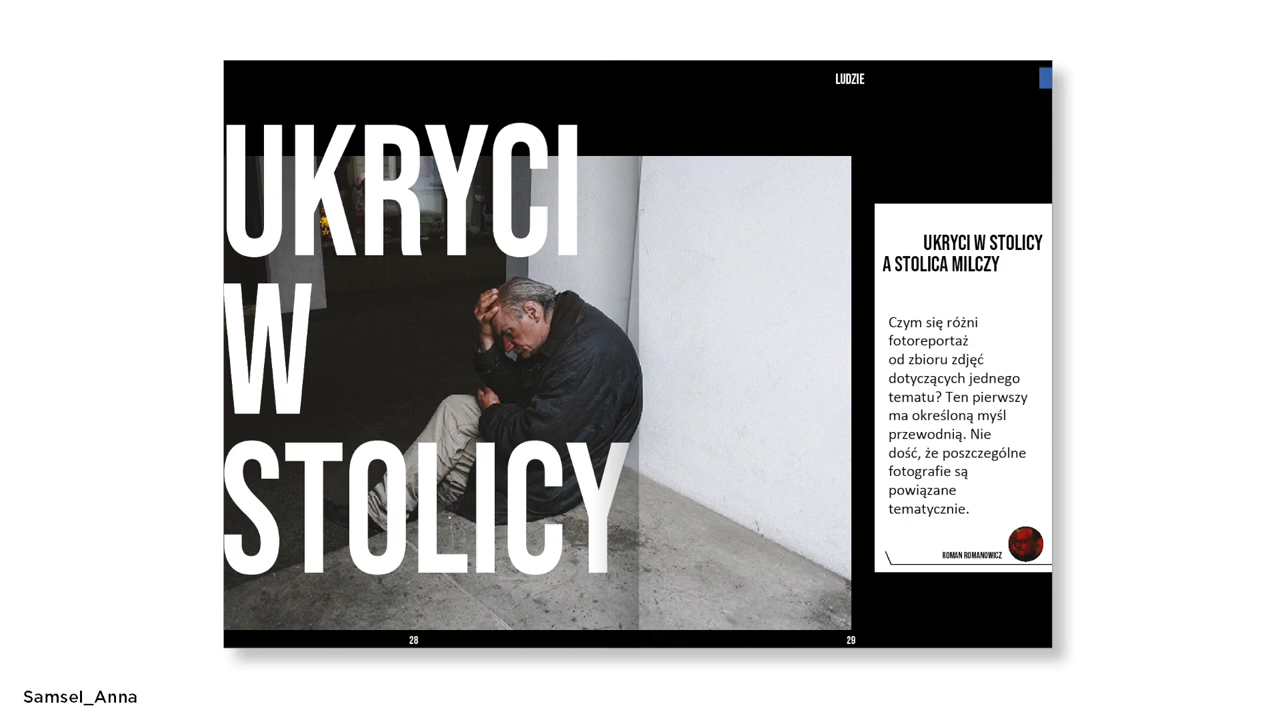 LUDZIE
UKRYCI
W
STOLICY
UKRYCI W STOLICY
A STOLICA MILCZY
Czym się różni
fotoreportaż
od zbioru zdjęć
dotyczących jednego
tematu? Ten pierwszy
ma określoną myśl
przewodnią. Nie
dość, że poszczególne
fotografie są
powiązane
tematycznie.
ROMAN ROMANOWICZ
28
29
Samsel_Anna